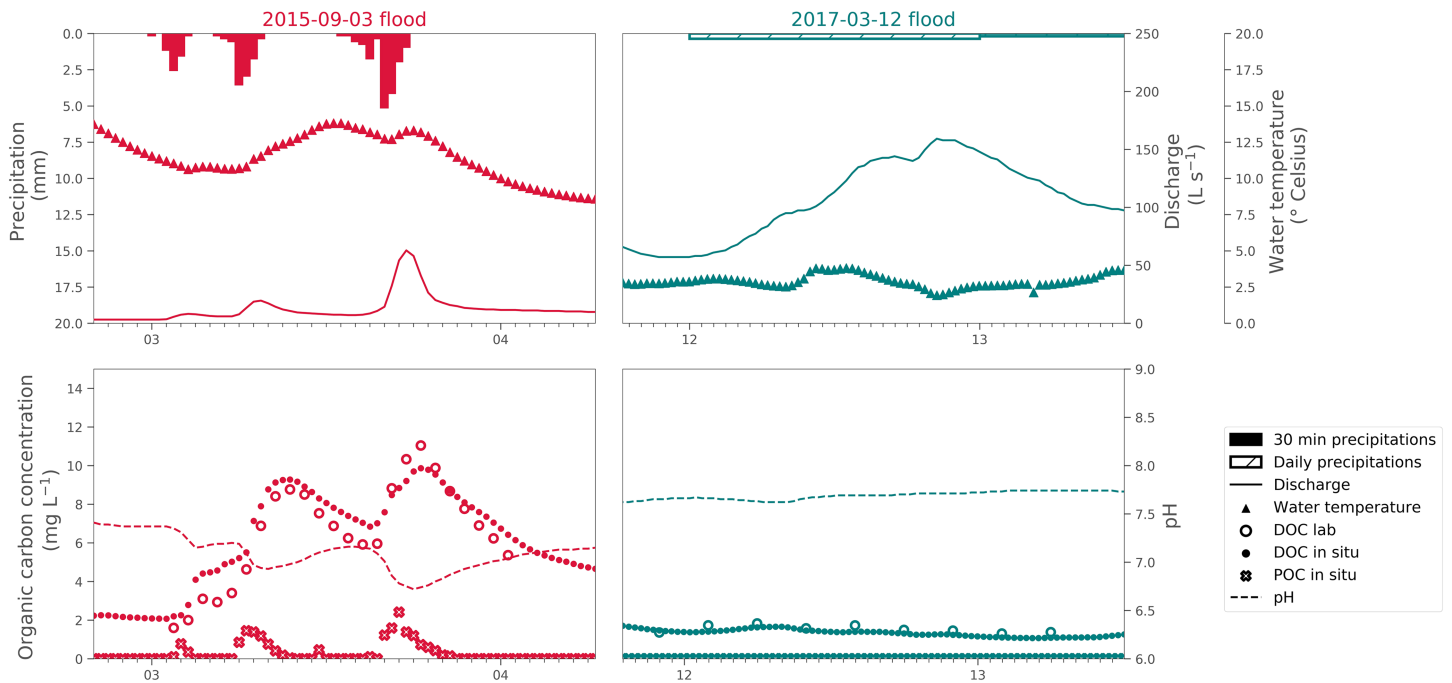 2015-09-03 flood
2017-03-12 flood
0.0
2.5
5.0
7.5
10.0
12.5
15.0
17.5
20.0
Precipitation
(mm)
03
04
12
13
250
200
150
100
50
0
Discharge
(L s⁻¹)
20.0
17.5
15.0
12.5
10.0
7.5
5.0
2.5
0.0
Water temperature
(° Celsius)
14
12
10
8
6
4
2
0
Organic carbon concentration
(mg L⁻¹)
03
04
12
13
9.0
8.5
8.0
7.5
7.0
6.5
6.0
pH
30 min precipitations
Daily precipitations
Discharge
Water temperature
DOC lab
DOC in situ
POC in situ
pH